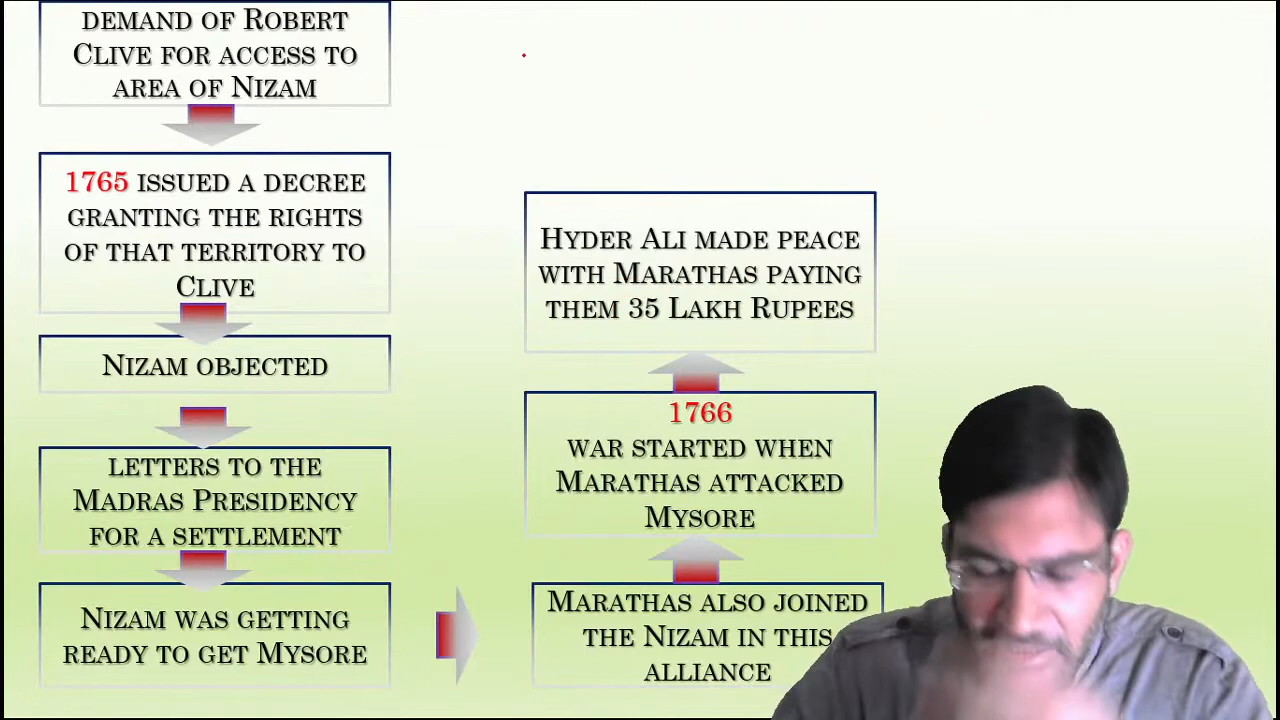 DEMAND OF ROBERT
CLIVE FOR ACCESS TO
AREA OF NIZAM
1765 ISSUED A DECREE
GRANTING THE RIGHTS
OF THAT TERRITORY TO
CLIVE
NIZAM OBJECTED
LETTERS TO THE
MADRAS PRESIDENCY
FOR A SETTLEMENT
NIZAM WAS GETTING
READY TO GET MYSORE
MARATHAS ALSO JOINED
THE NIZAM IN THIS
ALLIANCE
1766
WAR STARTED WHEN
MARATHAS ATTACKED
MYSORE
HYDER ALI MADE PEACE
WITH MARATHAS PAYING
THEM 35 LAKH RUPEES